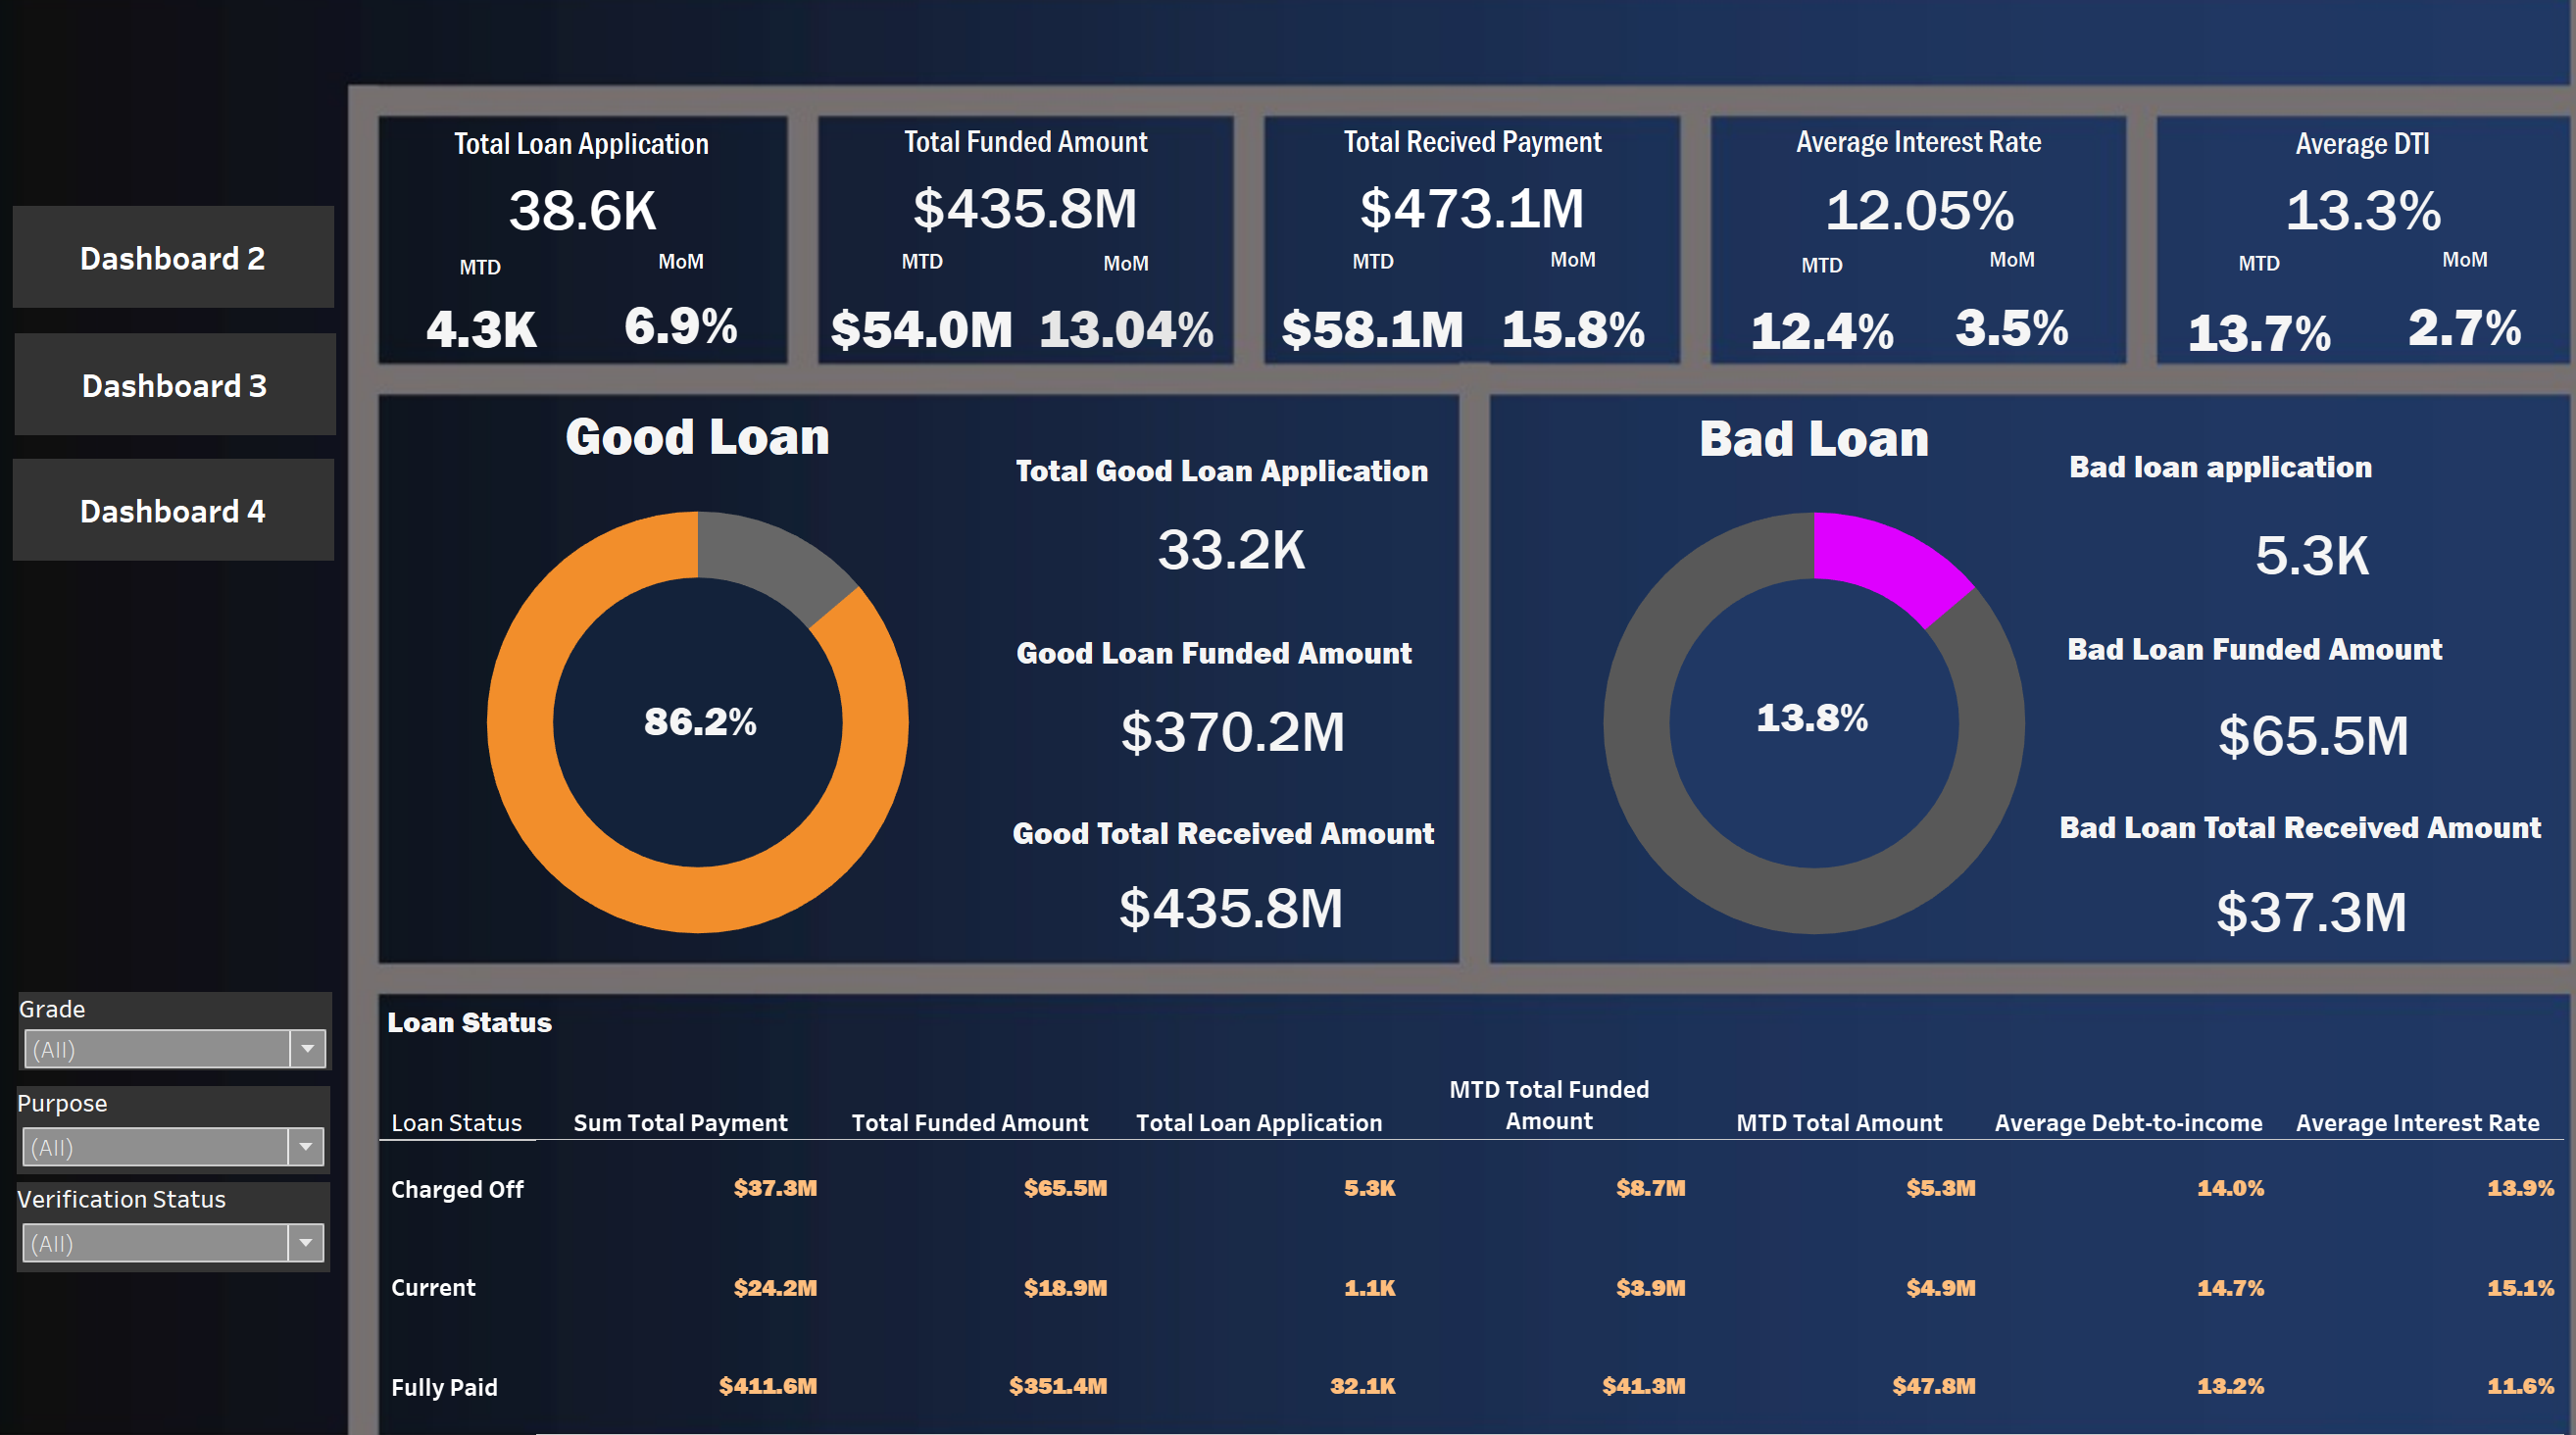 Dashboard 2
Dashboard 3
Dashboard 4
Grade
(All)
Purpose
(All)
Verification Status
(All)
Total Loan Application
38.6K
MTD MoM
4.3K 6.9%
Total Funded Amount
$435.8M
MTD MoM
$54.0M 13.04%
Total Recived Payment
$473.1M
MTD MoM
$58.1M 15.8%
Average Interest Rate
12.05%
MTD MoM
12.4% 3.5%
Average DTI
13.3%
MTD MoM
13.7% 2.7%
Good Loan
86.2%
Total Good Loan Application
33.2K
Good Loan Funded Amount
$370.2M
Good Total Received Amount
$435.8M
Bad Loan
13.8%
Bad loan application
5.3K
Bad Loan Funded Amount
$65.5M
Bad Loan Total Received Amount
$37.3M
Loan Status
Loan Status Sum Total Payment Total Funded Amount Total Loan Application MTD Total Funded Amount MTD Total Amount Average Debt-to-income Average Interest Rate
Charged Off $37.3M $65.5M 5.3K $8.7M $5.3M 14.0% 13.9%
Current $24.2M $18.9M 1.1K $3.9M $4.9M 14.7% 15.1%
Fully Paid $411.6M $351.4M 32.1K $41.3M $47.8M 13.2% 11.6%